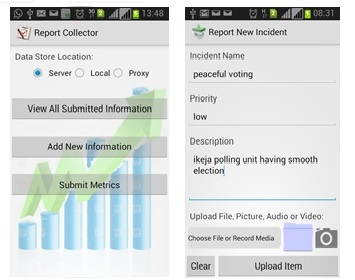 13:48
Report Collector
Data Store Location:
Server Local Proxy
View All Submitted Information
Add New Information
Submit Metrics
08:31
Report New Incident
Incident Name
peaceful voting
Priority
low
Description
ikeja polling unit having smooth
election
Upload File, Picture, Audio or Video:
Choose File or Record Media
Clear Upload Item